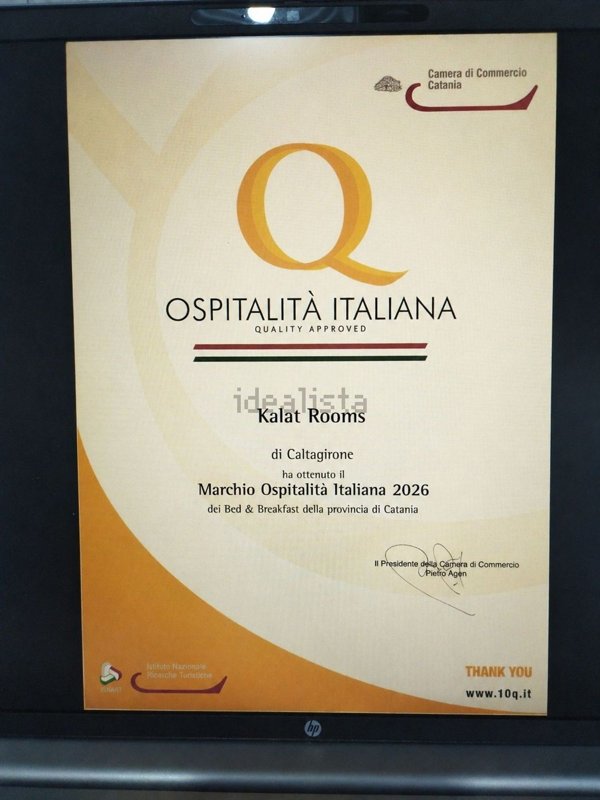 Camera di Commercio
Catania
Q
OSPITALITÀ ITALIANA
QUALITY APPROVED
idealista
Kalat Rooms
di Caltagirone
ha ottenuto il
Marchio Ospitalità Italiana 2026
dei Bed & Breakfast della provincia di Catania
Il Presidente della Camera di Commercio
Pietro Agen
Istituto Nazionale
Ricerche Turistiche
ISNART
THANK YOU
www.10q.it
hp